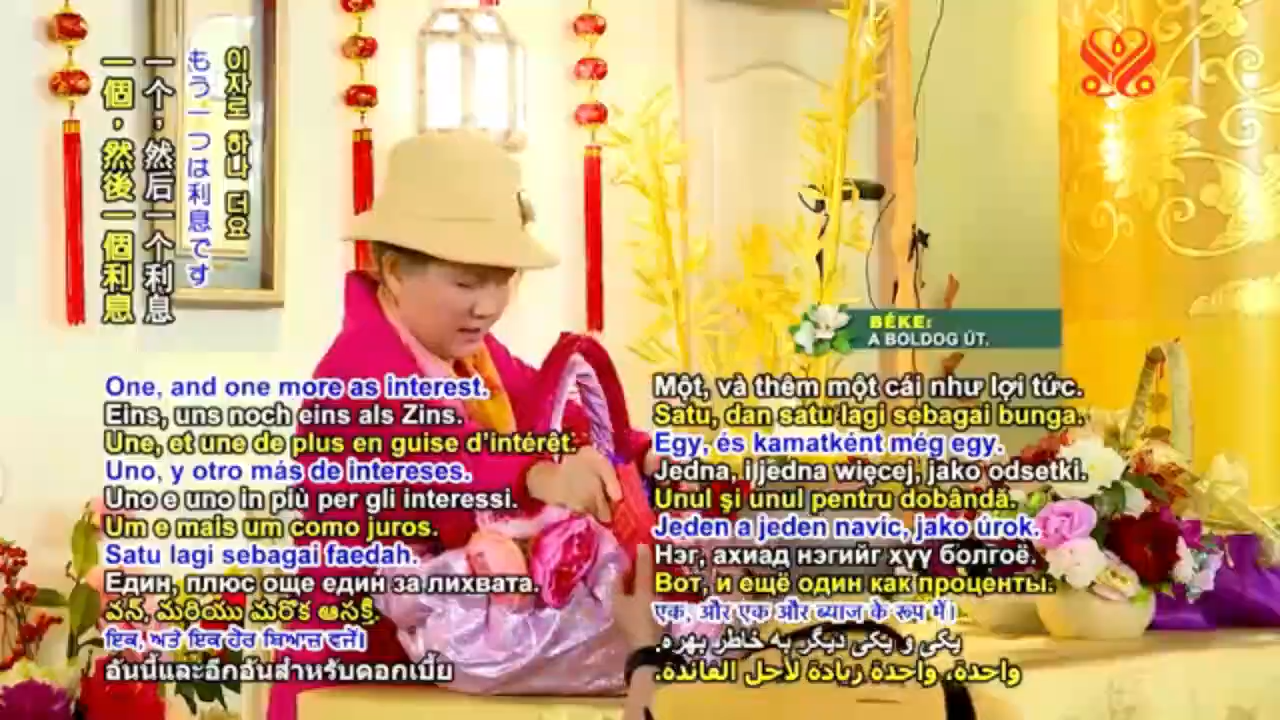 이자로 하나 더요
もう一つは利息です
一个，然后一个利息
一個，然後一個利息
BÉKE:
A BOLDOG ÚT.
One, and one more as interest.
Eins, uns noch eins als Zins.
Une, et une de plus en guise d'intérêt.
Uno, y otro más de intereses.
Uno e uno in più per gli interessi.
Um e mais um como juros.
Satu lagi sebagai faedah.
Един, плюс още един за лихвата.
వన్, మరియు మరొక ఆసక్తి.
ਇਕ, ਅਤੇ ਇਕ ਹੋਰ ਬਿਆਜ਼ ਵਜੋਂ।
อันนี้และอีกอันสำหรับดอกเบี้ย
Một, và thêm một cái như lợi tức.
Satu, dan satu lagi sebagai bunga.
Egy, és kamatként még egy.
Jedna, i jedna więcej, jako odsetki.
Unul şi unul pentru dobândă.
Jeden a jeden navíc, jako úrok.
Нэг, ахиад нэгийг хүү болгоё.
Вот, и ещё один как проценты.
एक, और एक और ब्याज के रूप में।
یکی و یکی دیگر به خاطر بهره.
واحدة، واحدة زيادة لأجل الفائدة.